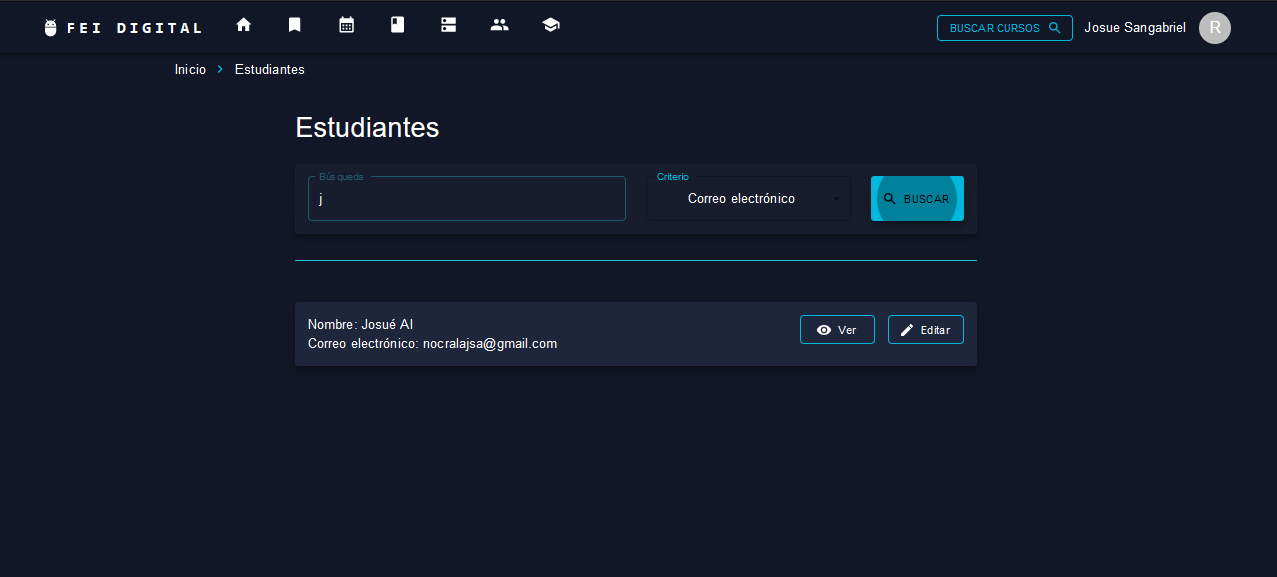 FEI DIGITAL
BUSCAR CURSOS
Josue Sangabriel
R
Inicio > Estudiantes
Estudiantes
Búsqueda
j
Criterio
Correo electrónico
BUSCAR
Nombre: Josué Al
Correo electrónico: nocralajsa@gmail.com
Ver
Editar